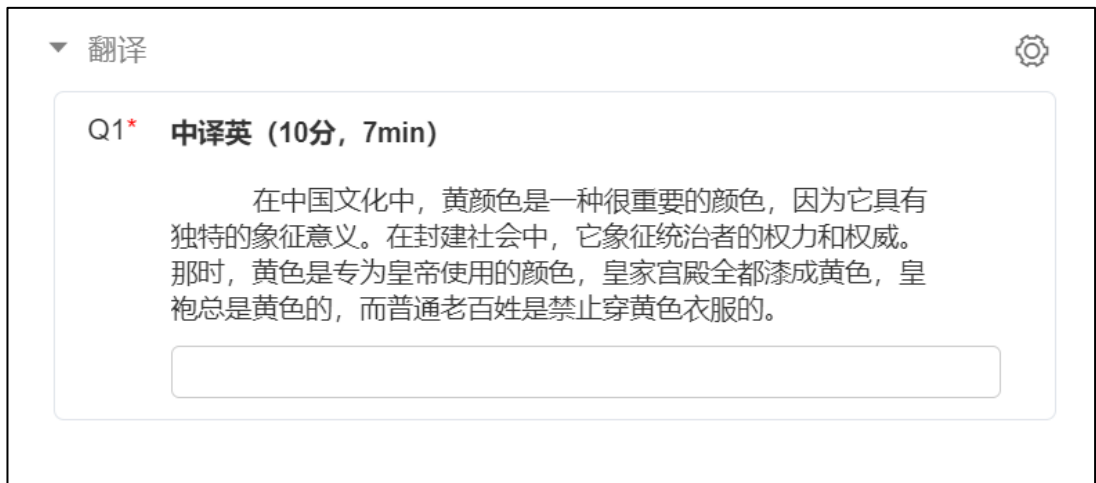 翻译
Q1* 中译英（10分，7min）
在中国文化中，黄颜色是一种很重要的颜色，因为它具有
独特的象征意义。在封建社会中，它象征统治者的权力和权威。
那时，黄色是专为皇帝使用的颜色，皇家宫殿全都漆成黄色，皇
袍总是黄色的，而普通老百姓是禁止穿黄色衣服的。